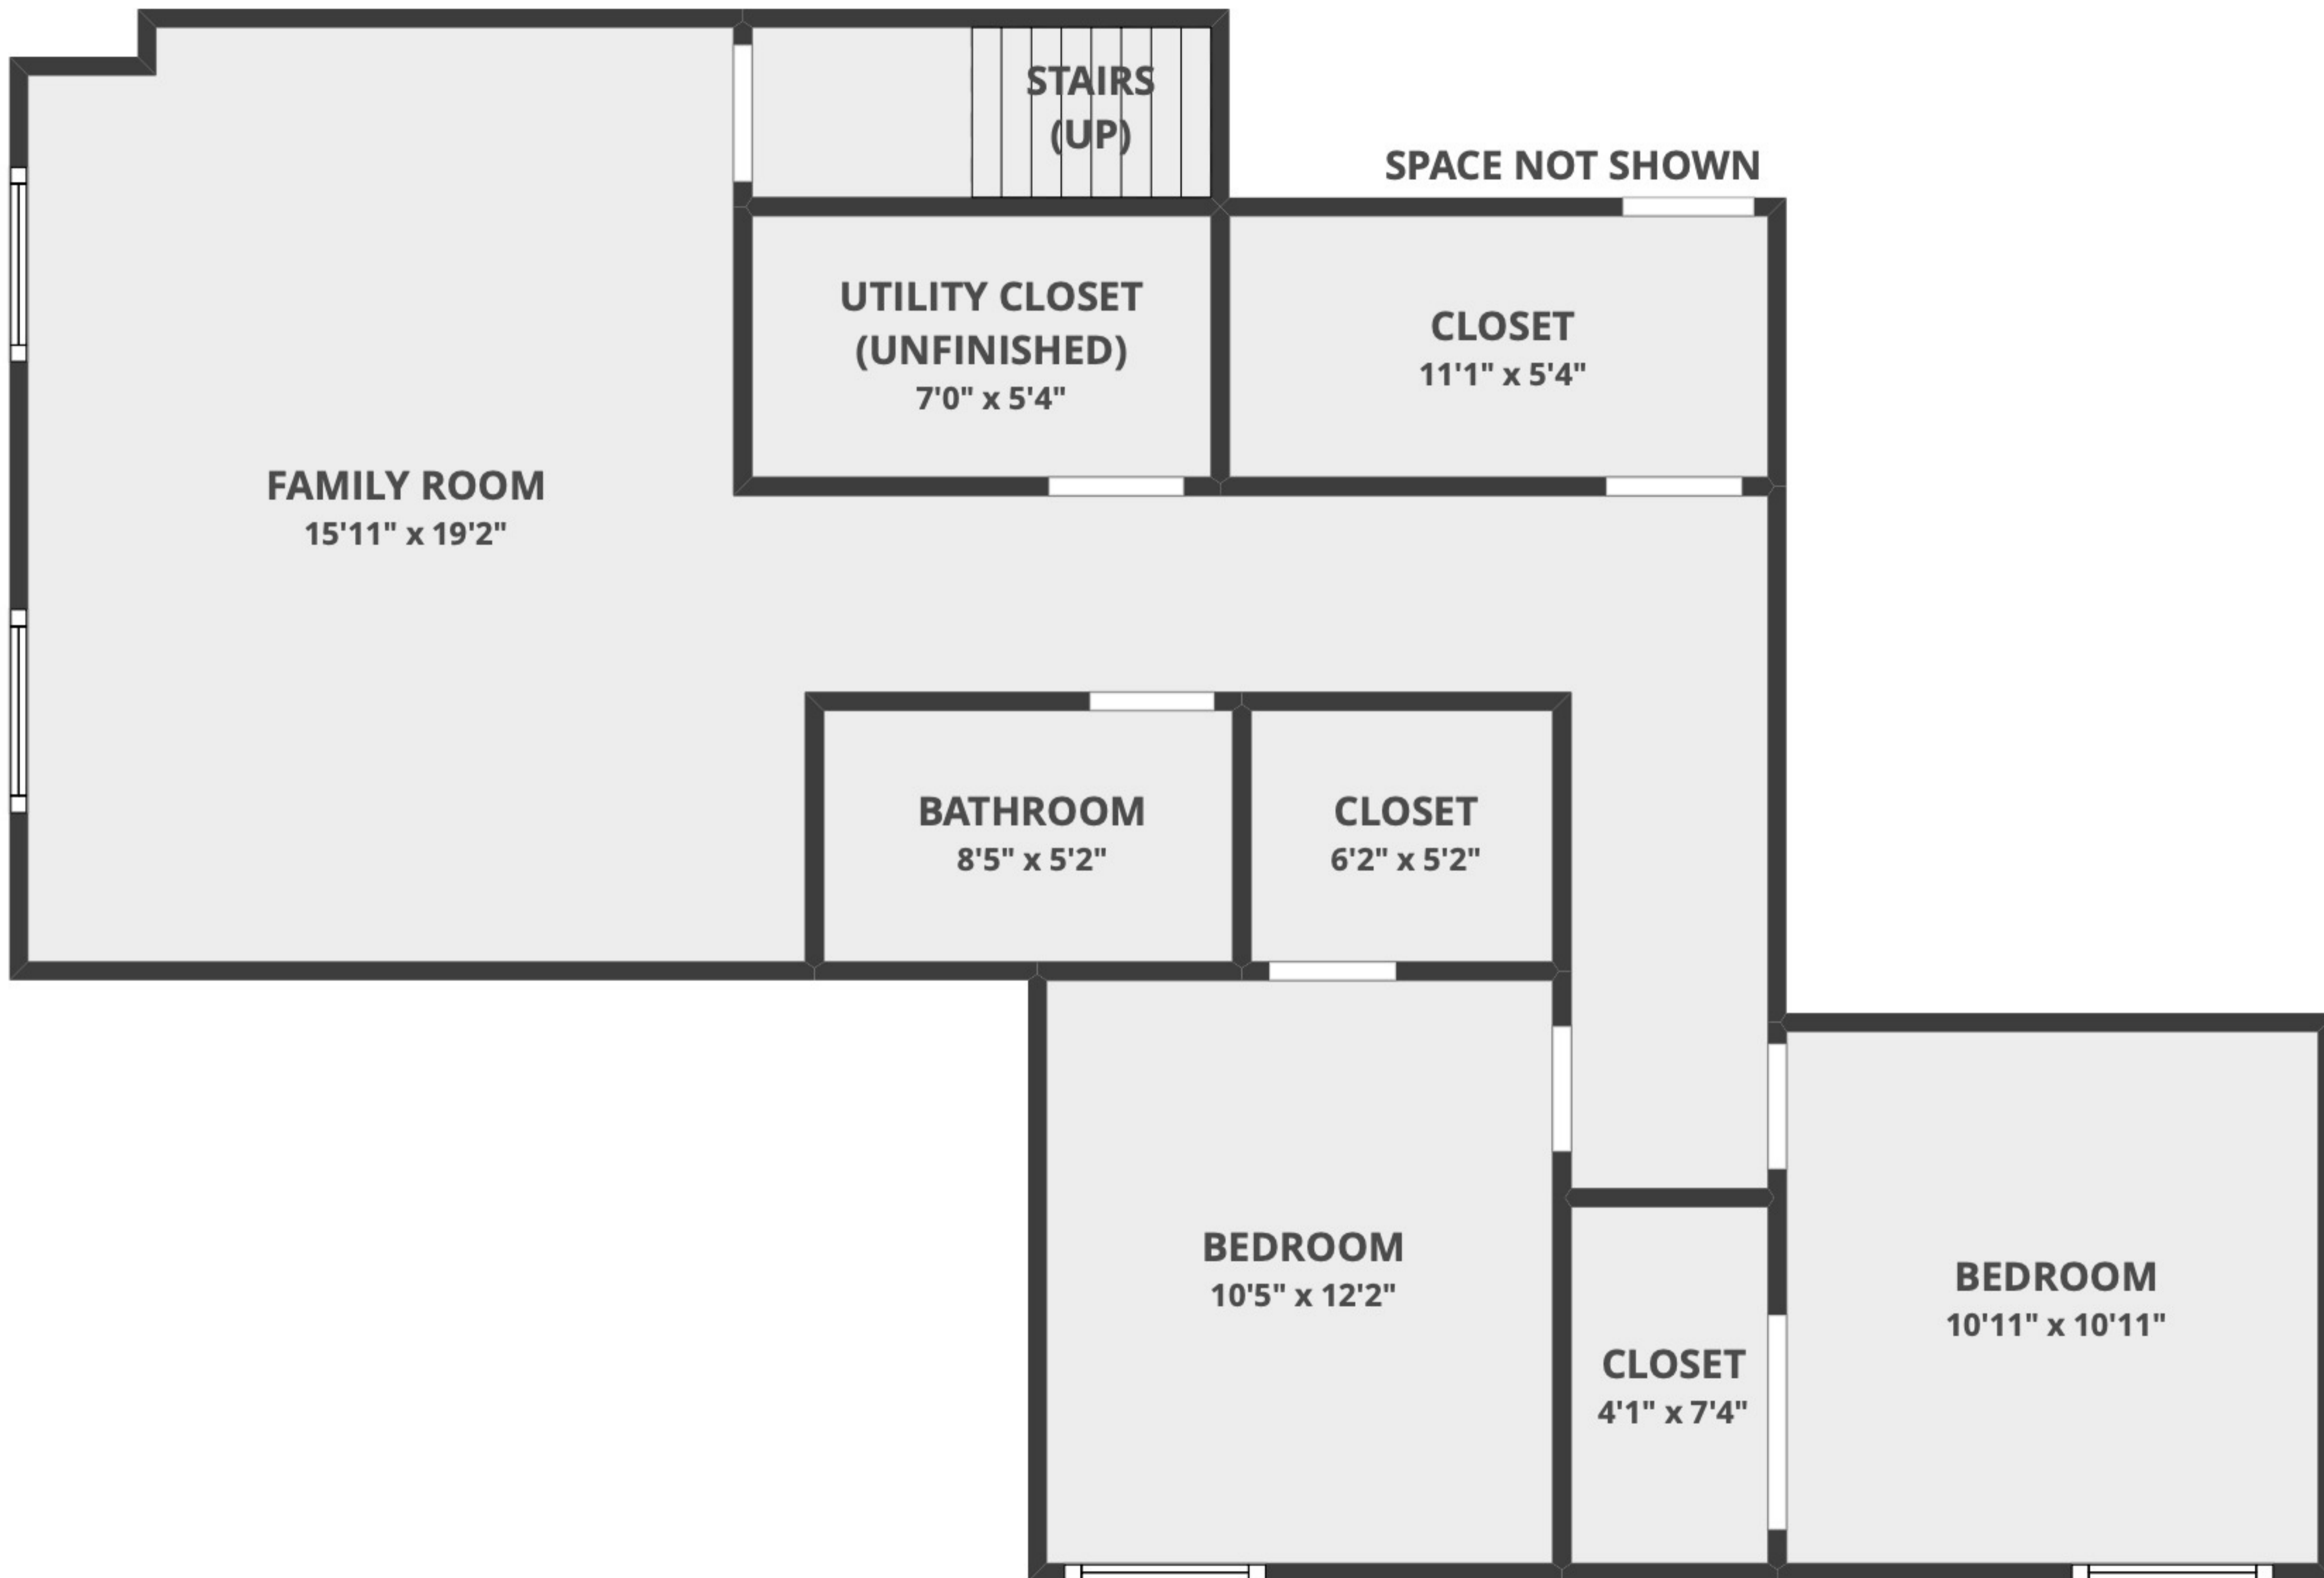 STAIRS
(UP)
SPACE NOT SHOWN
UTILITY CLOSET
(UNFINISHED)
7'0" x 5'4"
CLOSET
11'1" x 5'4"
FAMILY ROOM
15'11" x 19'2"
BATHROOM
8'5" x 5'2"
CLOSET
6'2" x 5'2"
BEDROOM
10'5" x 12'2"
BEDROOM
10'11" x 10'11"
CLOSET
4'1" x 7'4"